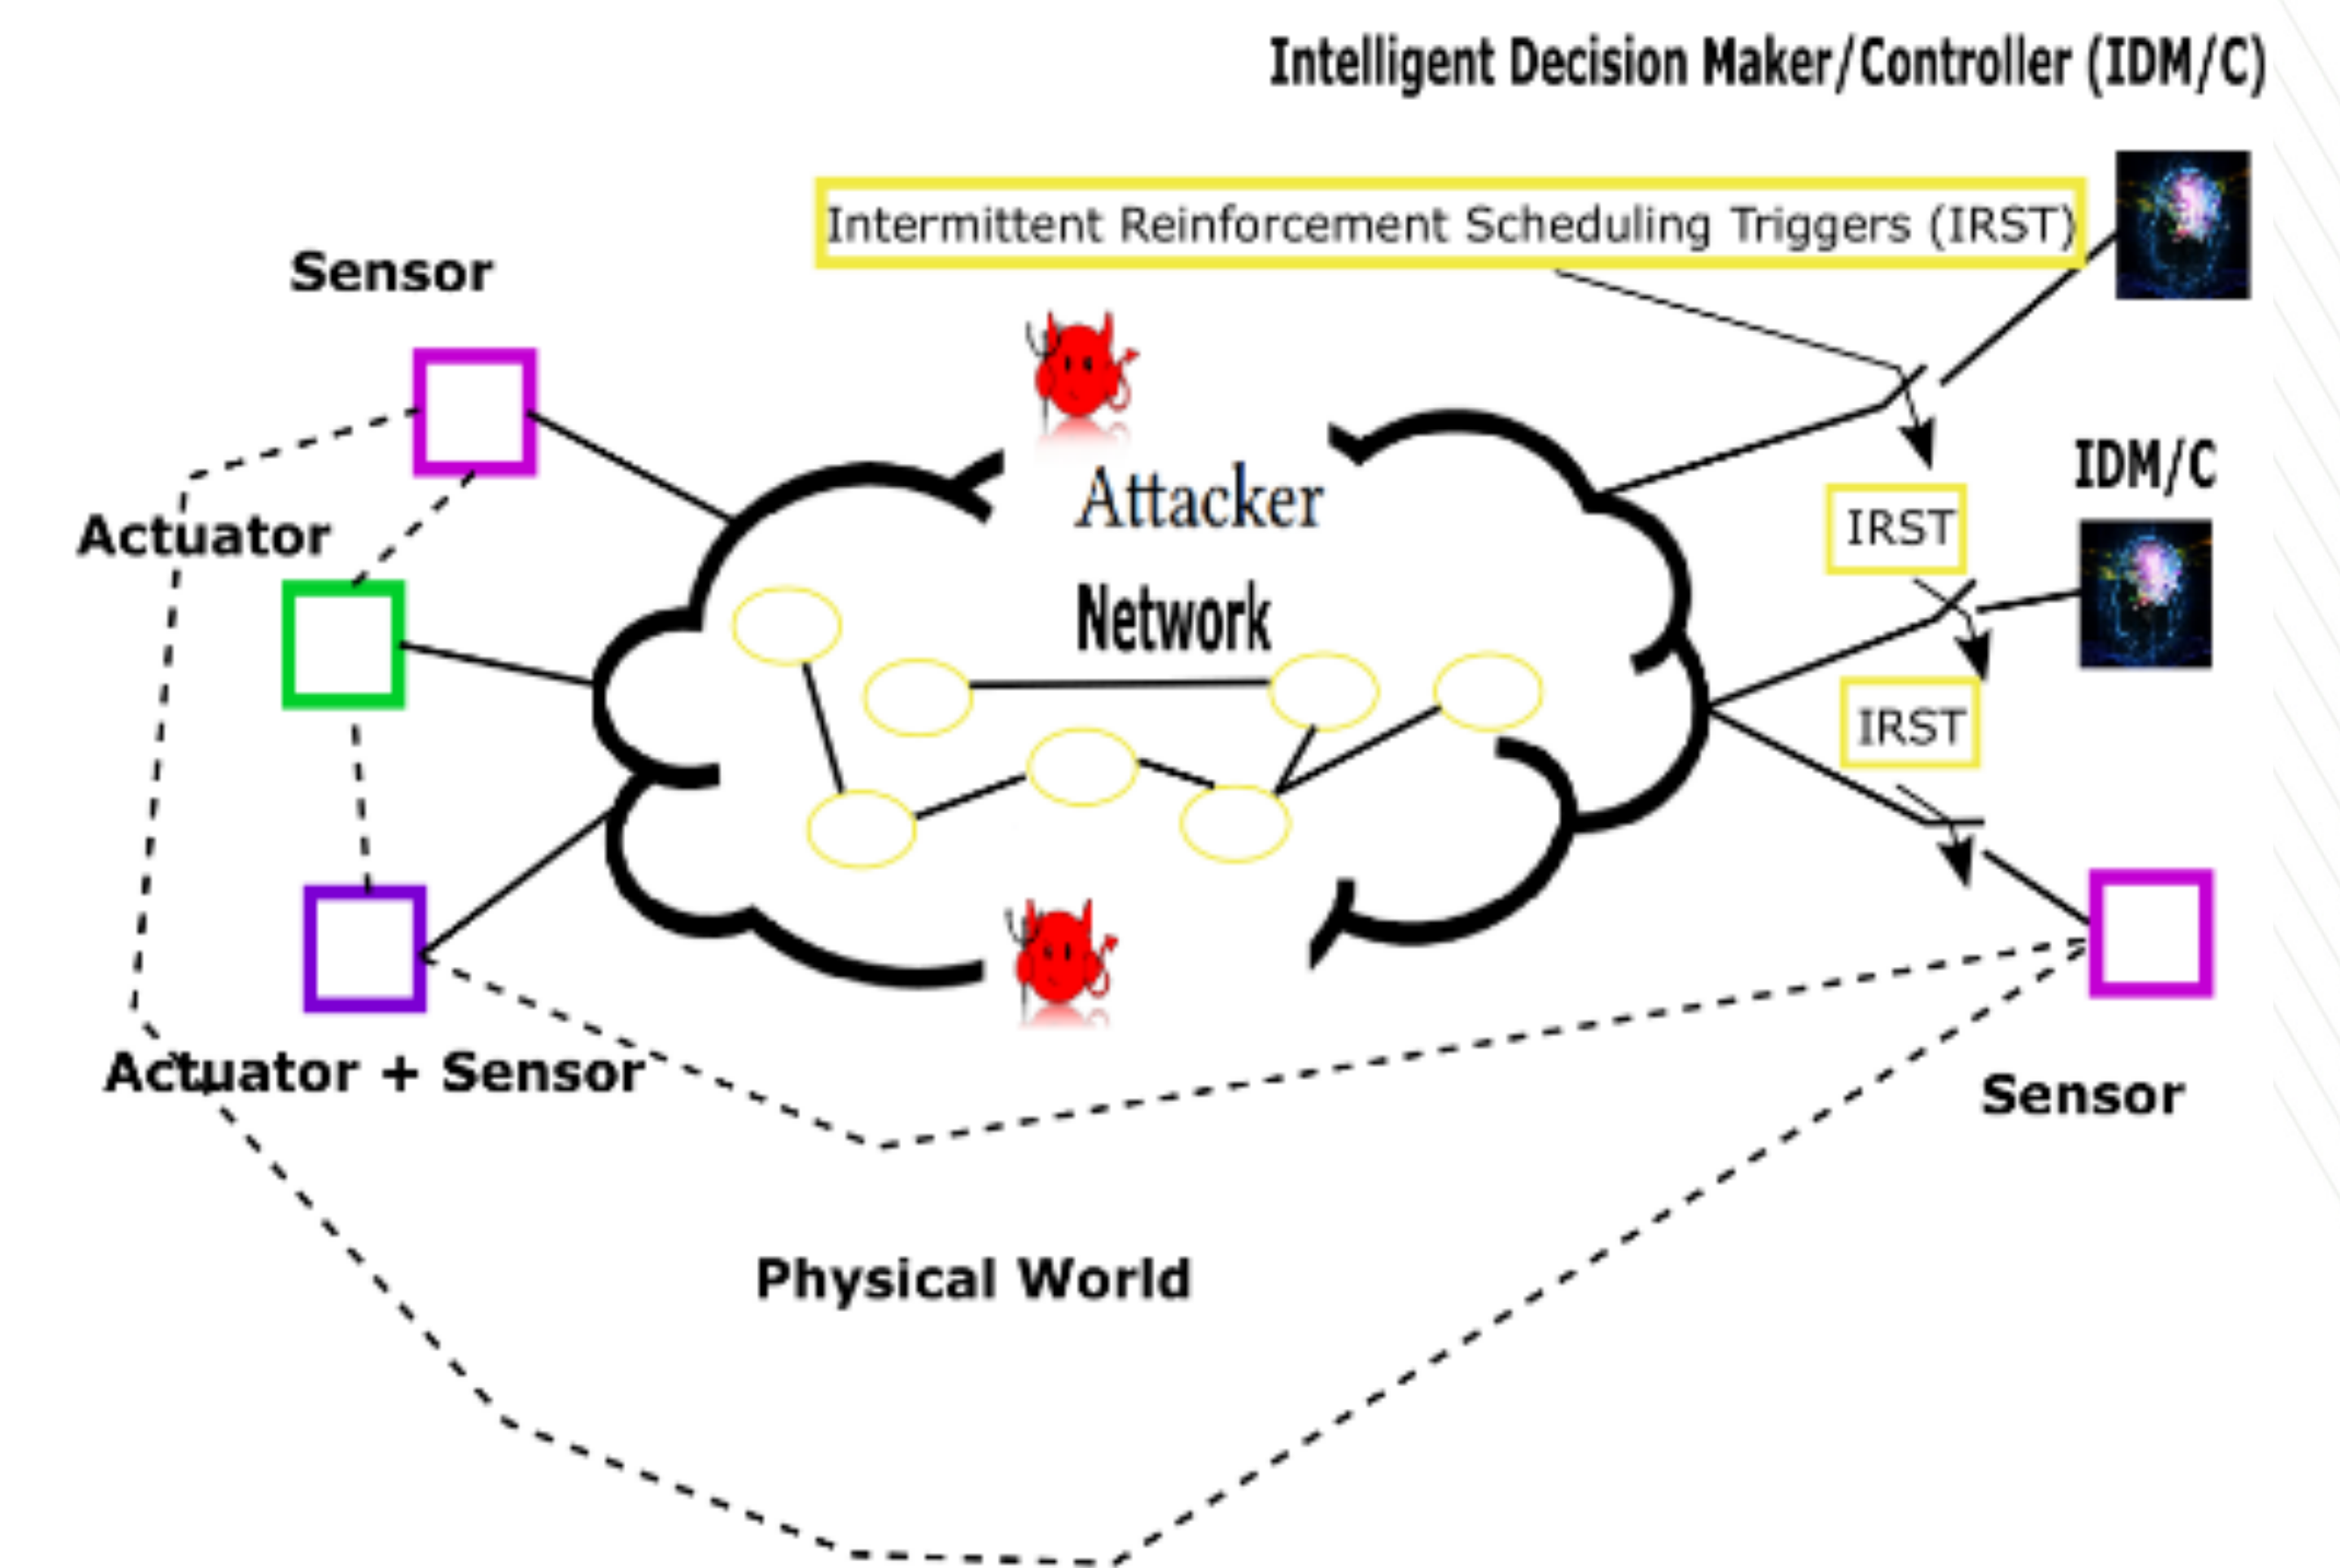 Intelligent Decision Maker/Controller (IDM/C)
Intermittent Reinforcement Scheduling Triggers (IRST)
Sensor
Attacker
IDM/C
IRST
Actuator
Network
IRST
Actuator + Sensor
Sensor
Physical World